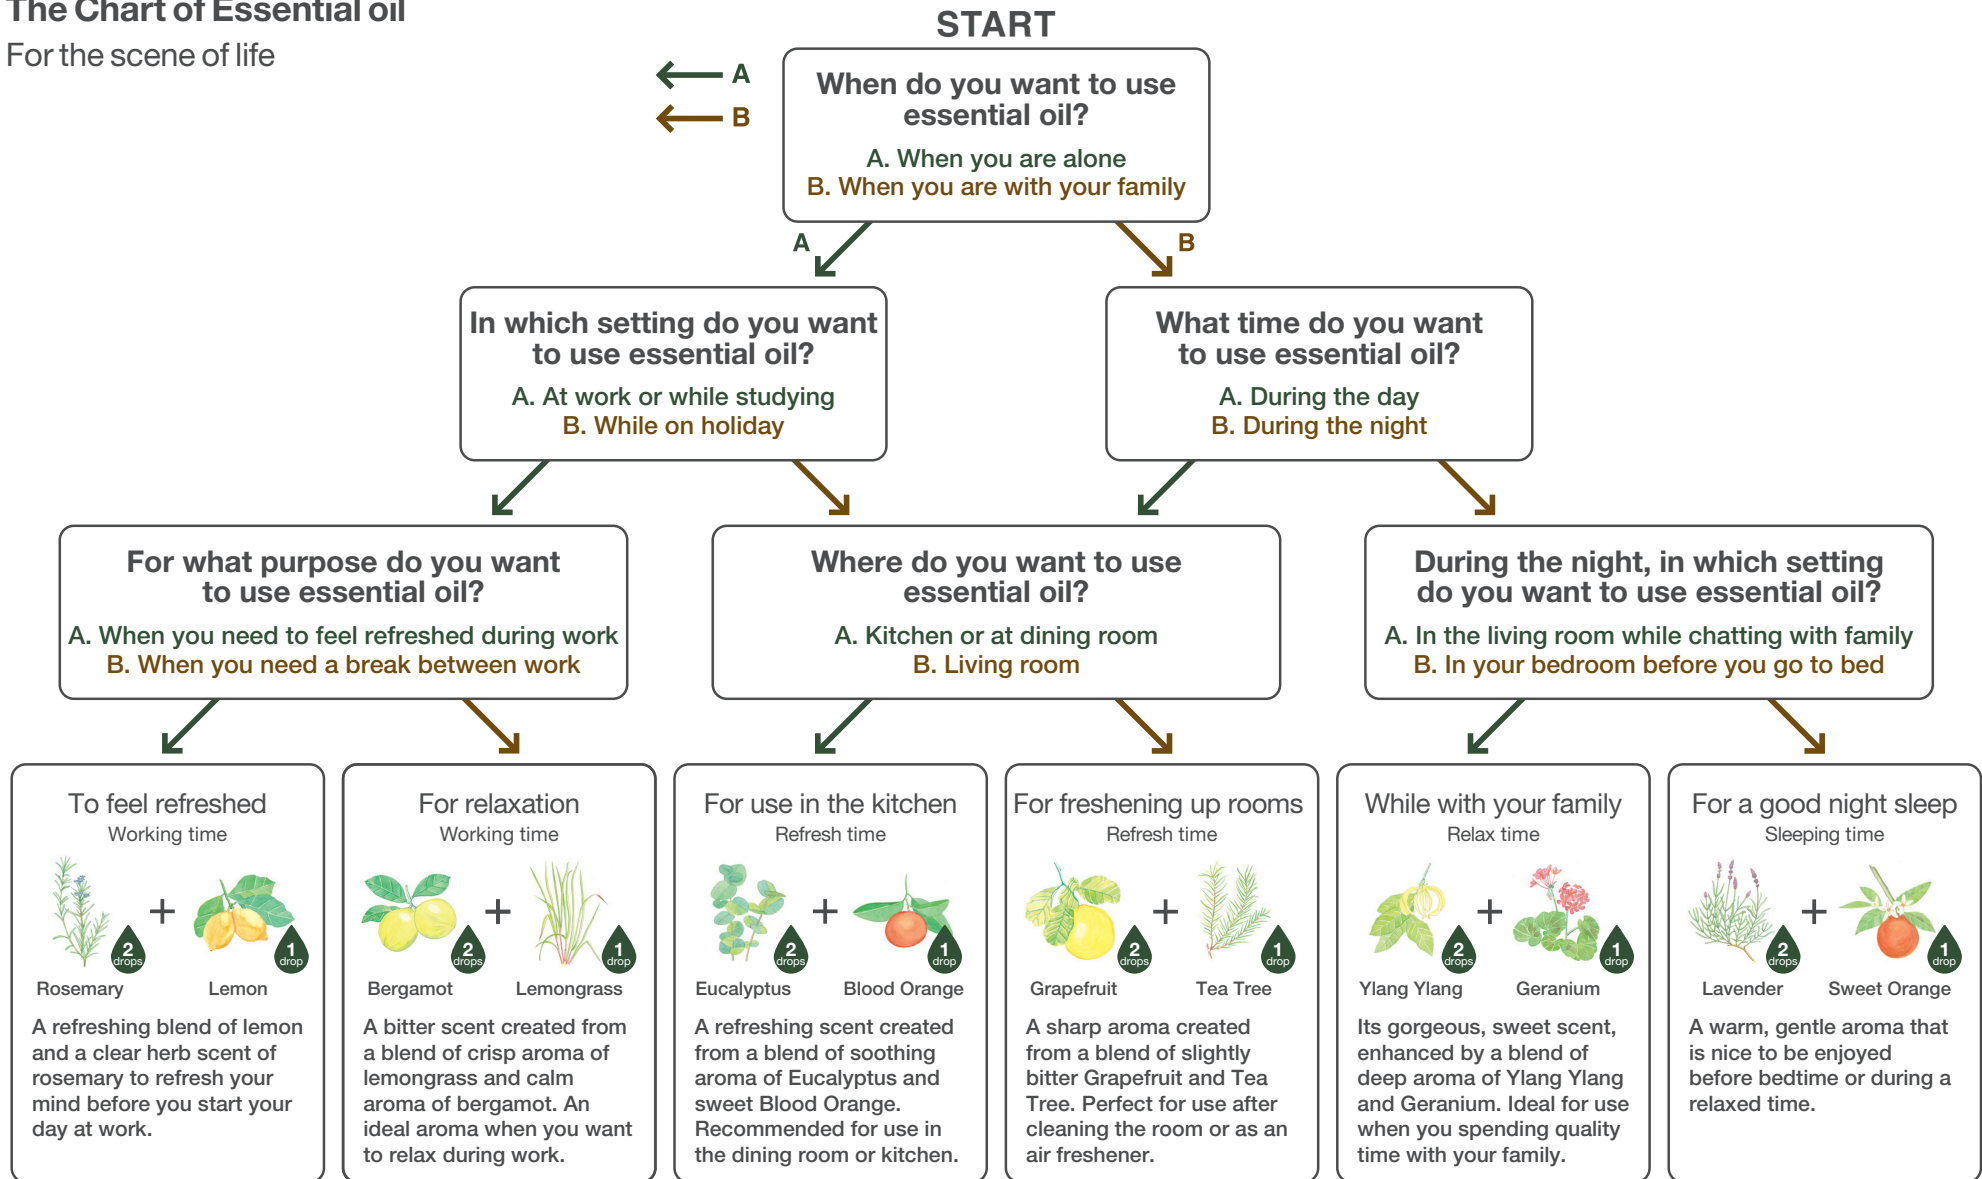 The Chart of Essential oil
For the scene of life
START
A
B
When do you want to use
essential oil?
A. When you are alone
B. When you are with your family
A
B
In which setting do you want
to use essential oil?
A. At work or while studying
B. While on holiday
What time do you want
to use essential oil?
A. During the day
B. During the night
For what purpose do you want
to use essential oil?
A. When you need to feel refreshed during work
B. When you need a break between work
Where do you want to use
essential oil?
A. Kitchen or at dining room
B. Living room
During the night, in which setting
do you want to use essential oil?
A. In the living room while chatting with family
B. In your bedroom before you go to bed
To feel refreshed
Working time
2
drops
1
drop
Rosemary
Lemon
A refreshing blend of lemon
and a clear herb scent of
rosemary to refresh your
mind before you start your
day at work.
For relaxation
Working time
2
drops
1
drop
Bergamot
Lemongrass
A bitter scent created from
a blend of crisp aroma of
lemongrass and calm
aroma of bergamot. An
ideal aroma when you want
to relax during work.
For use in the kitchen
Refresh time
2
drops
1
drop
Eucalyptus
Blood Orange
A refreshing scent created
from a blend of soothing
aroma of Eucalyptus and
sweet Blood Orange.
Recommended for use in
the dining room or kitchen.
For freshening up rooms
Refresh time
2
drops
1
drop
Grapefruit
Tea Tree
A sharp aroma created
from a blend of slightly
bitter Grapefruit and Tea
Tree. Perfect for use after
cleaning the room or as an
air freshener.
While with your family
Relax time
2
drops
1
drop
Ylang Ylang
Geranium
Its gorgeous, sweet scent,
enhanced by a blend of
deep aroma of Ylang Ylang
and Geranium. Ideal for use
when you spending quality
time with your family.
For a good night sleep
Sleeping time
2
drops
1
drop
Lavender
Sweet Orange
A warm, gentle aroma that
is nice to be enjoyed
before bedtime or during a
relaxed time.